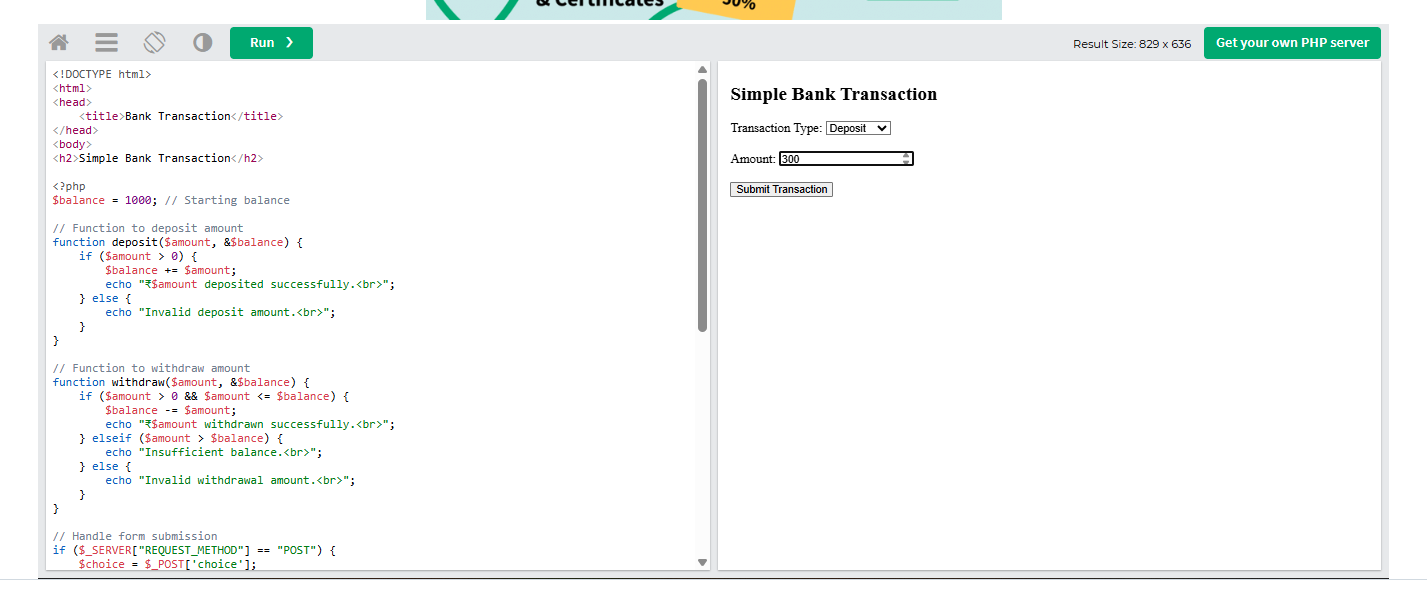 & Certificates
50%
Run ❯
Result Size: 829 x 636
Get your own PHP server
<!DOCTYPE html>
<html>
<head>
    <title>Bank Transaction</title>
</head>
<body>
<h2>Simple Bank Transaction</h2>

<?php
$balance = 1000; // Starting balance

// Function to deposit amount
function deposit($amount, &$balance) {
    if ($amount > 0) {
        $balance += $amount;
        echo "₹$amount deposited successfully.<br>";
    } else {
        echo "Invalid deposit amount.<br>";
    }
}

// Function to withdraw amount
function withdraw($amount, &$balance) {
    if ($amount > 0 && $amount <= $balance) {
        $balance -= $amount;
        echo "₹$amount withdrawn successfully.<br>";
    } elseif ($amount > $balance) {
        echo "Insufficient balance.<br>";
    } else {
        echo "Invalid withdrawal amount.<br>";
    }
}

// Handle form submission
if ($_SERVER["REQUEST_METHOD"] == "POST") {
    $choice = $_POST['choice'];
Simple Bank Transaction
Transaction Type: Deposit
Amount: 300
Submit Transaction